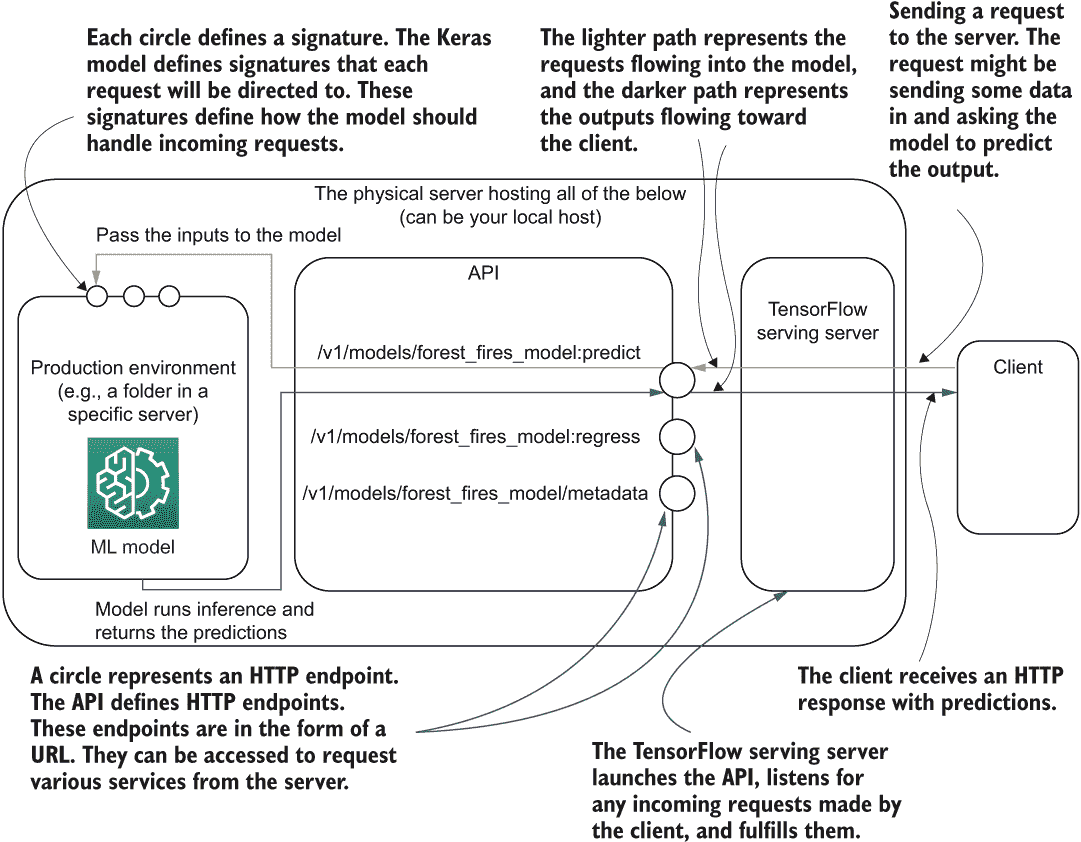 Each circle defines a signature. The Keras
model defines signatures that each
request will be directed to. These
signatures define how the model should
handle incoming requests.
The lighter path represents the
requests flowing into the model,
and the darker path represents
the outputs flowing toward
the client.
Sending a request
to the server. The
request might be
sending some data
in and asking the
model to predict
the output.
The physical server hosting all of the below
(can be your local host)
Pass the inputs to the model
API
TensorFlow
serving server
/v1/models/forest_fires_model:predict
Production environment
(e.g., a folder in a
specific server)
Client
/v1/models/forest_fires_model:regress
/v1/models/forest_fires_model/metadata
ML model
Model runs inference and
returns the predictions
A circle represents an HTTP endpoint.
The API defines HTTP endpoints.
These endpoints are in the form of a
URL. They can be accessed to request
various services from the server.
The client receives an HTTP
response with predictions.
The TensorFlow serving server
launches the API, listens for
any incoming requests made by
the client, and fulfills them.